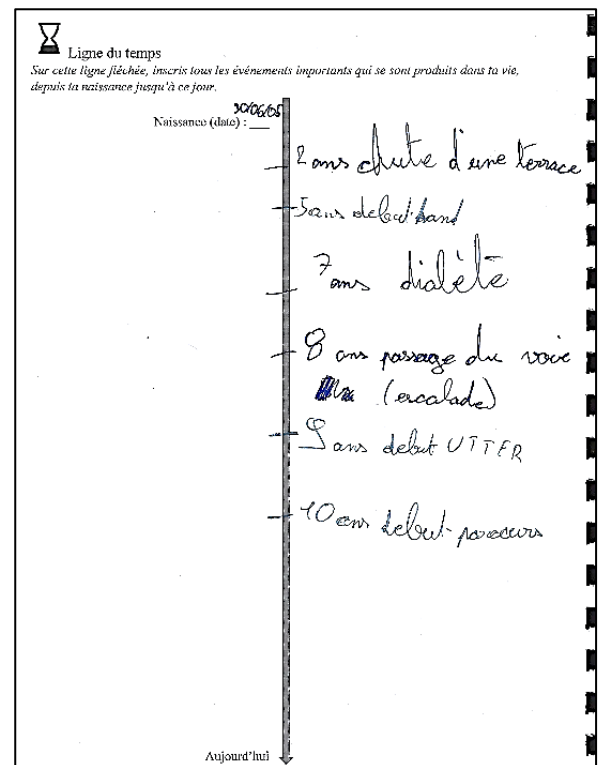 Ligne du temps
Sur cette ligne fléchée, inscris tous les événements importants qui se sont produits dans ta vie,
depuis ta naissance jusqu'à ce jour.
30/06/05
Naissance (date) : ___
2 ans chute d'une terrace
5 ans debut hand
7 ans diabète
8 ans passage du voie
(escalade)
9 ans debut UTTER
10 ans debut parcours
Aujourd'hui